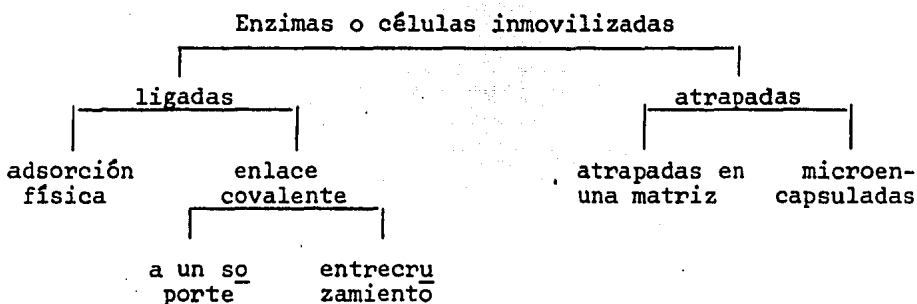 Enzimas o células inmovilizadas
ligadas atrapadas
adsorción enlace atrapadas en microen-
física covalente una matriz capsuladas
a un so entrecru
porte zamiento